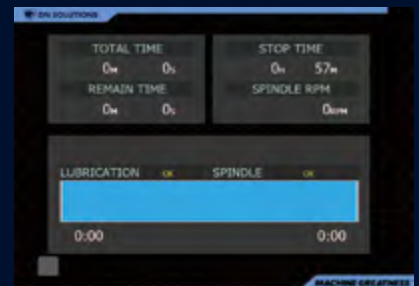 DN SOLUTIONS
TOTAL TIME
0M 0S
STOP TIME
0H 57M
REMAIN TIME
0M 0S
SPINDLE RPM
0RPM
LUBRICATION OK SPINDLE OK
0:00 0:00
MACHINE GREATNESS